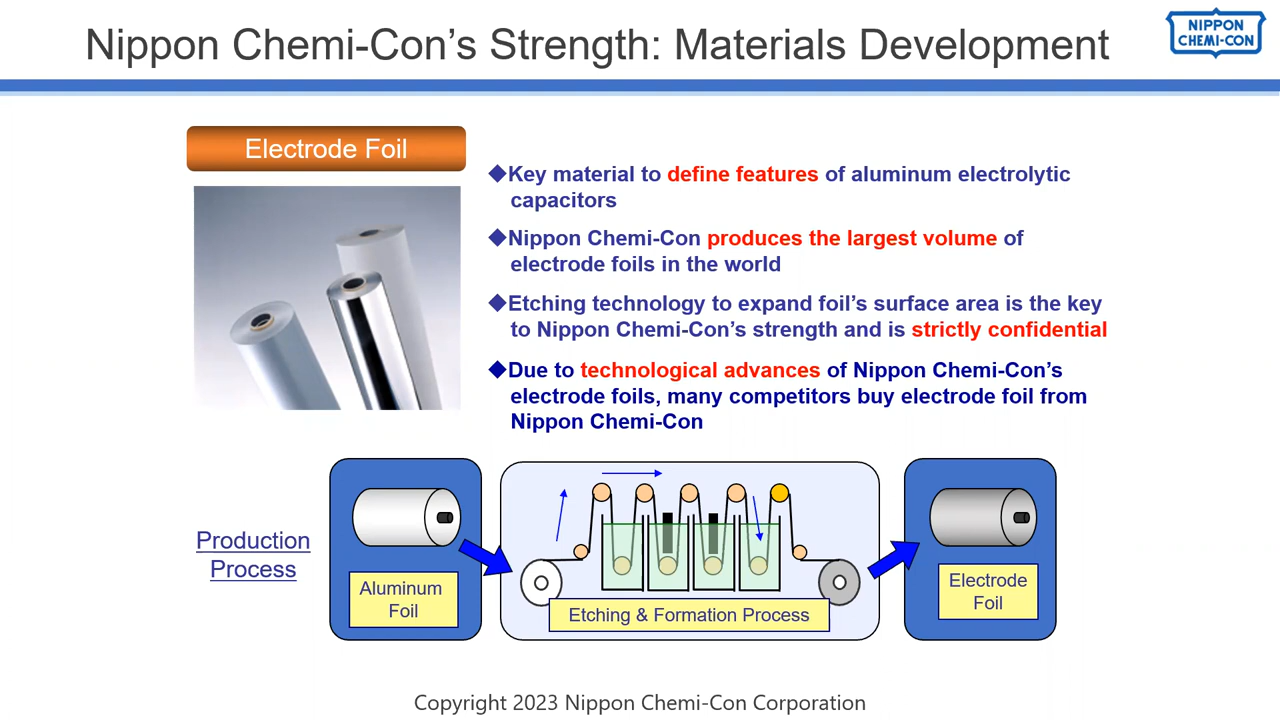 Nippon Chemi-Con’s Strength: Materials Development
NIPPON
CHEMI-CON
Electrode Foil
◆Key material to define features of aluminum electrolytic
capacitors
◆Nippon Chemi-Con produces the largest volume of
electrode foils in the world
◆Etching technology to expand foil’s surface area is the key
to Nippon Chemi-Con’s strength and is strictly confidential
◆Due to technological advances of Nippon Chemi-Con’s
electrode foils, many competitors buy electrode foil from
Nippon Chemi-Con
Production
Process
Aluminum
Foil
Etching & Formation Process
Electrode
Foil
Copyright 2023 Nippon Chemi-Con Corporation